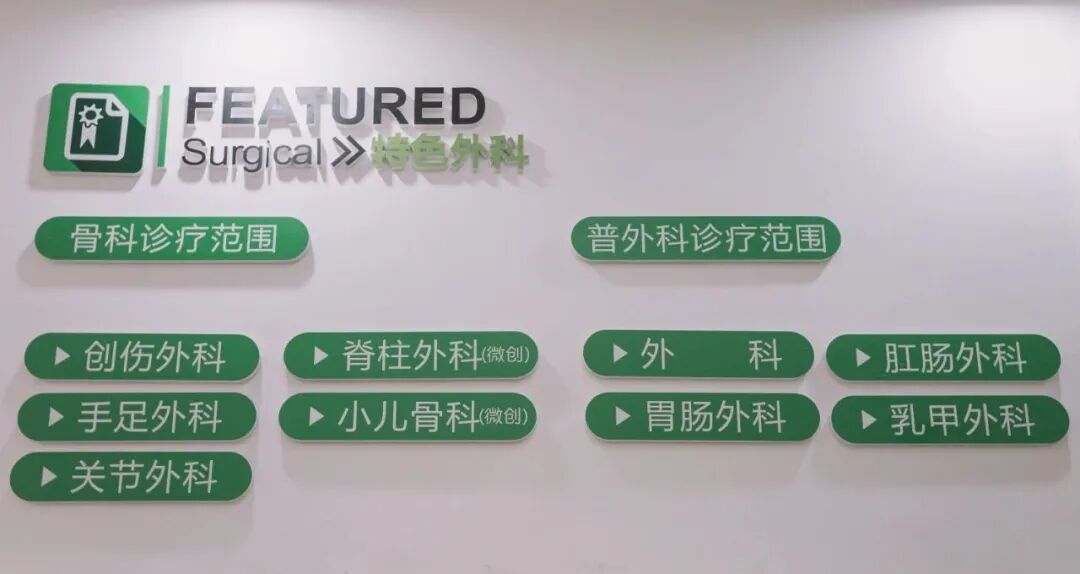 FEATURED
Surgical >> 特色外科
骨科诊疗范围
创伤外科
脊柱外科(微创)
手足外科
小儿骨科(微创)
关节外科
普外科诊疗范围
外 科
肛肠外科
胃肠外科
乳甲外科